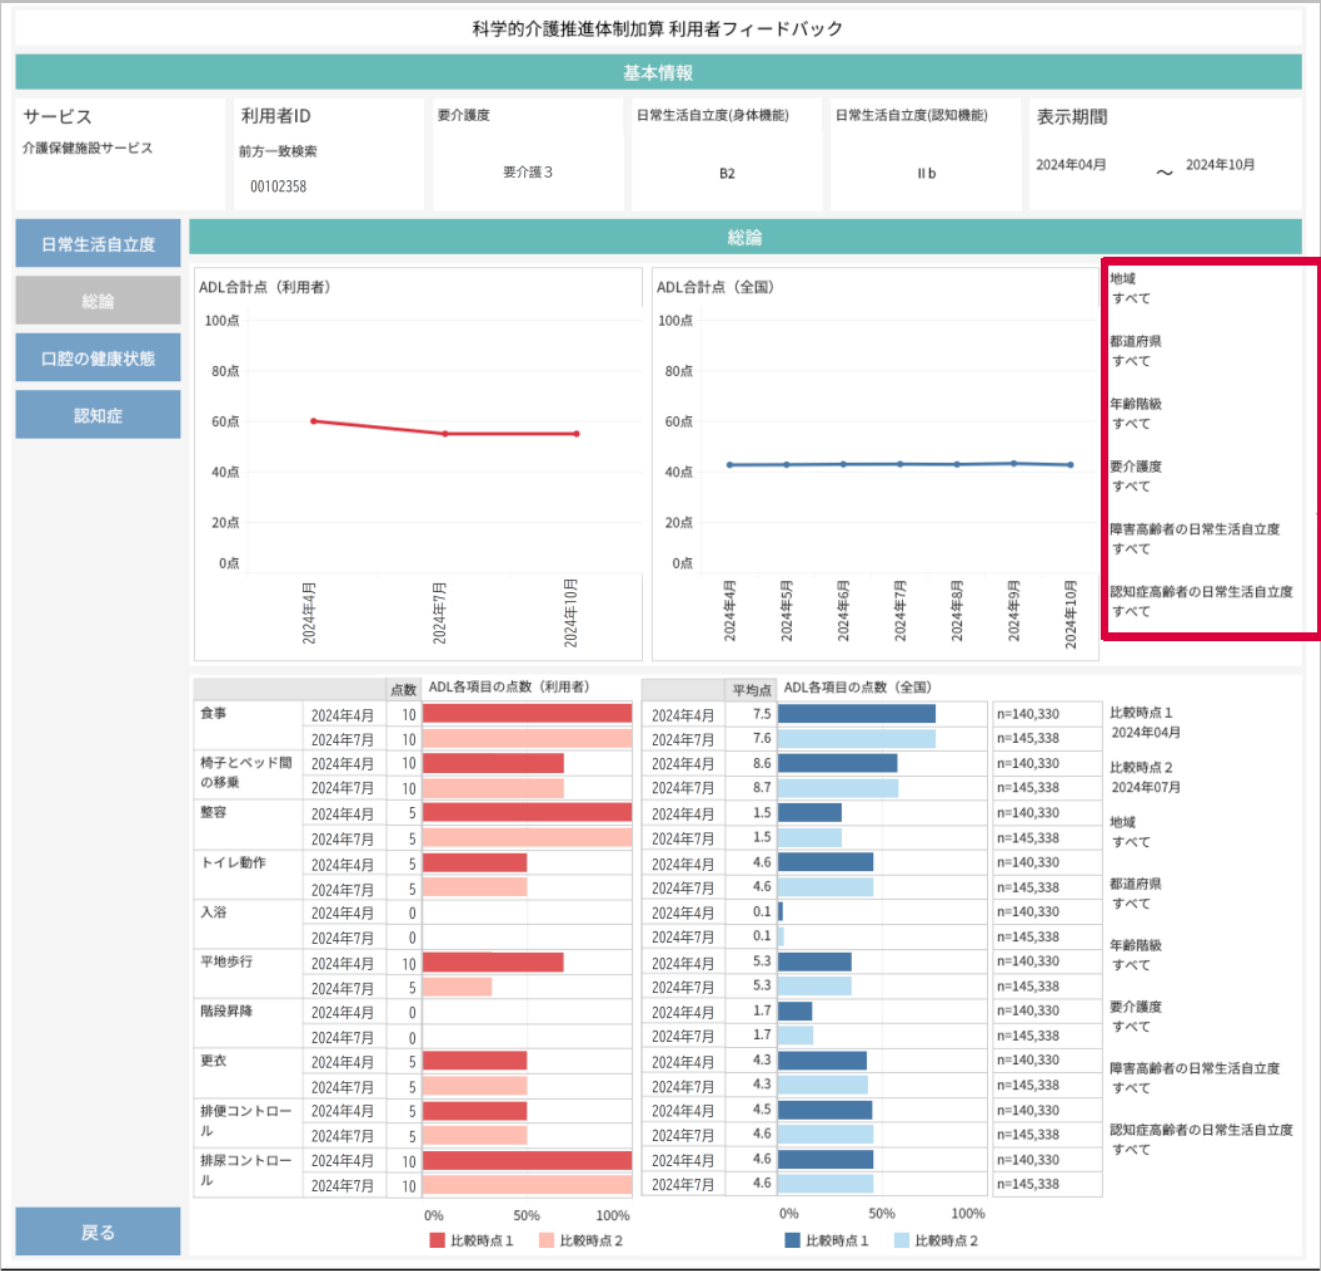 科学的介護推進体制加算 利用者フィードバック
基本情報
サービス
介護保健施設サービス
利用者ID
前方一致検索
00102358
要介護度
要介護３
日常生活自立度(身体機能)
B2
日常生活自立度(認知機能)
II b
表示期間
2024年04月 ～ 2024年10月
日常生活自立度
総論
口腔の健康状態
認知症
戻る
総論
ADL合計点（利用者）
100点
80点
60点
40点
20点
0点
2024年4月
2024年7月
2024年10月
ADL合計点（全国）
100点
80点
60点
40点
20点
0点
2024年4月
2024年5月
2024年6月
2024年7月
2024年8月
2024年9月
2024年10月
地域
すべて
都道府県
すべて
年齢階級
すべて
要介護度
すべて
障害高齢者の日常生活自立度
すべて
認知症高齢者の日常生活自立度
すべて
点数 ADL各項目の点数（利用者） 平均点 ADL各項目の点数（全国）
食事 2024年4月 10 2024年4月 7.5 n=140,330
2024年7月 10 2024年7月 7.6 n=145,338
椅子とベッド間 2024年4月 10 2024年4月 8.6 n=140,330
の移乗 2024年7月 10 2024年7月 8.7 n=145,338
整容 2024年4月 5 2024年4月 1.5 n=140,330
2024年7月 5 2024年7月 1.5 n=145,338
トイレ動作 2024年4月 5 2024年4月 4.6 n=140,330
2024年7月 5 2024年7月 4.6 n=145,338
入浴 2024年4月 0 2024年4月 0.1 n=140,330
2024年7月 0 2024年7月 0.1 n=145,338
平地歩行 2024年4月 10 2024年4月 5.3 n=140,330
2024年7月 5 2024年7月 5.3 n=145,338
階段昇降 2024年4月 0 2024年4月 1.7 n=140,330
2024年7月 0 2024年7月 1.7 n=145,338
更衣 2024年4月 5 2024年4月 4.3 n=140,330
2024年7月 5 2024年7月 4.3 n=145,338
排便コントロー 2024年4月 5 2024年4月 4.5 n=140,330
ル 2024年7月 5 2024年7月 4.6 n=145,338
排尿コントロー 2024年4月 10 2024年4月 4.6 n=140,330
ル 2024年7月 10 2024年7月 4.6 n=145,338
0% 50% 100%
比較時点１ 比較時点２
0% 50% 100%
比較時点１ 比較時点２
比較時点１
2024年04月
比較時点２
2024年07月
地域
すべて
都道府県
すべて
年齢階級
すべて
要介護度
すべて
障害高齢者の日常生活自立度
すべて
認知症高齢者の日常生活自立度
すべて